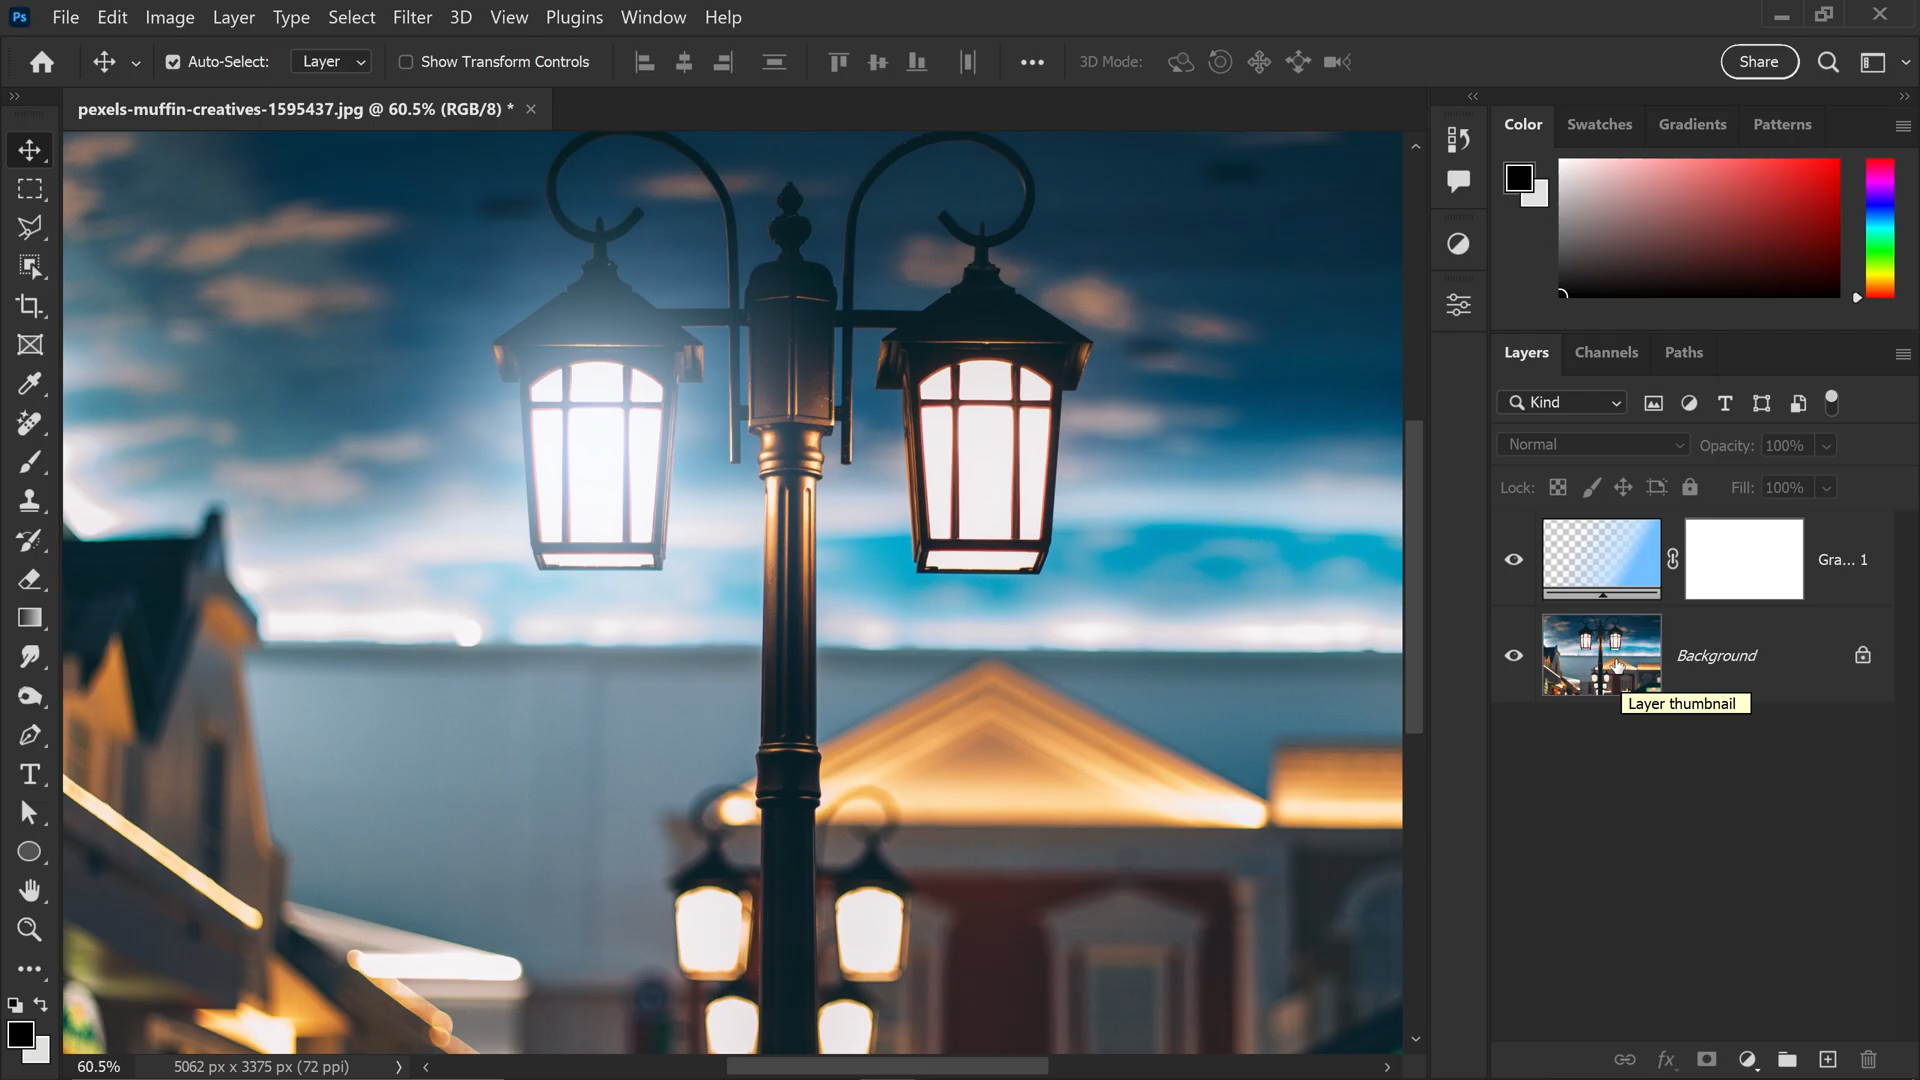 Ps File Edit Image Layer Type Select Filter 3D View Plugins Window Help
Auto-Select: Layer Show Transform Controls 3D Mode: Share
pexels-muffin-creatives-1595437.jpg @ 60.5% (RGB/8) *
Color Swatches Gradients Patterns
Layers Channels Paths
Kind
Normal Opacity: 100%
Lock: Fill: 100%
Gra... 1
Background
Layer thumbnail
60.5% 5062 px x 3375 px (72 ppi)